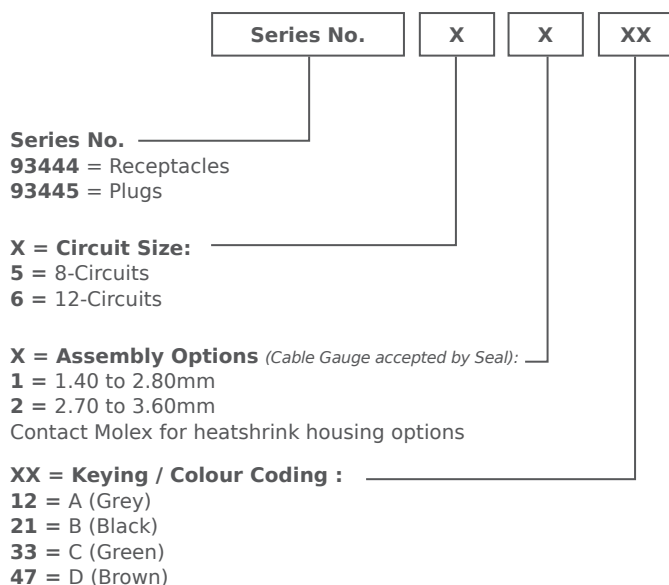 Series No. X X XX
Series No.
93444 = Receptacles
93445 = Plugs
X = Circuit Size:
5 = 8-Circuits
6 = 12-Circuits
X = Assembly Options (Cable Gauge accepted by Seal):
1 = 1.40 to 2.80mm
2 = 2.70 to 3.60mm
Contact Molex for heatshrink housing options
XX = Keying / Colour Coding :
12 = A (Grey)
21 = B (Black)
33 = C (Green)
47 = D (Brown)